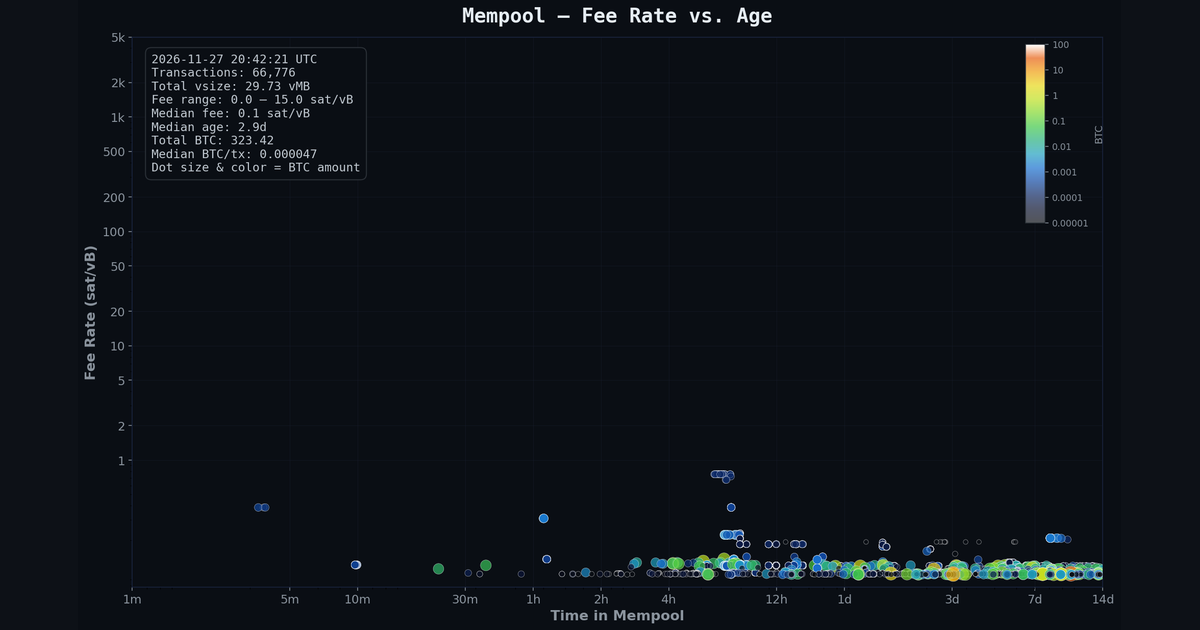 Mempool — Fee Rate vs. Age
2026-11-27 20:42:21 UTC
Transactions: 66,776
Total vsize: 29.73 vMB
Fee range: 0.0 — 15.0 sat/vB
Median fee: 0.1 sat/vB
Median age: 2.9d
Total BTC: 323.42
Median BTC/tx: 0.000047
Dot size & color = BTC amount
100
10
1
0.1
0.01
0.001
0.0001
0.00001
BTC
5k
2k
1k
500
200
100
50
20
10
5
2
1
Fee Rate (sat/vB)
1m 5m 10m 30m 1h 2h 4h 12h 1d 3d 7d 14d
Time in Mempool